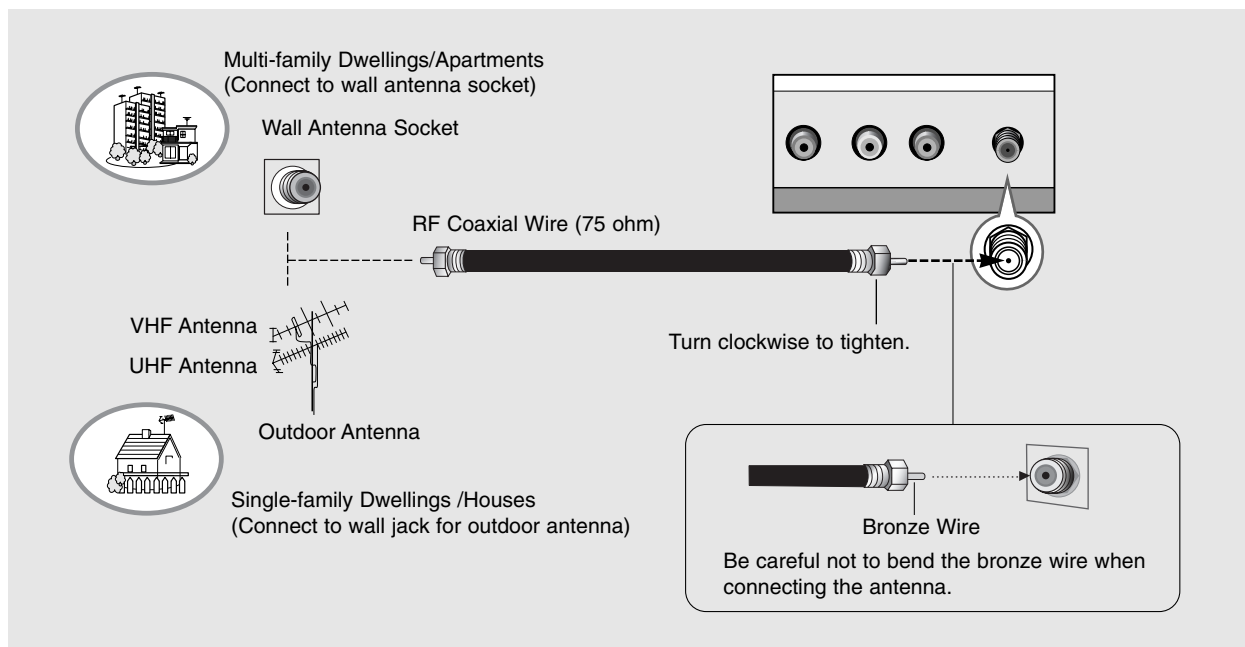 Multi-family Dwellings/Apartments
(Connect to wall antenna socket)
Wall Antenna Socket
RF Coaxial Wire (75 ohm)
VHF Antenna
UHF Antenna
Turn clockwise to tighten.
Outdoor Antenna
Single-family Dwellings /Houses
(Connect to wall jack for outdoor antenna)
Bronze Wire
Be careful not to bend the bronze wire when
connecting the antenna.